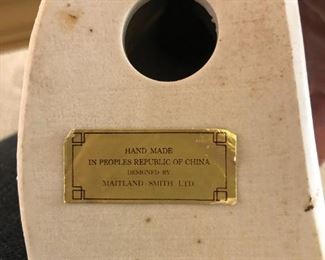 HAND MADE
IN PEOPLES REPUBLIC OF CHINA
DESIGNED BY
MAITLAND-SMITH LTD.